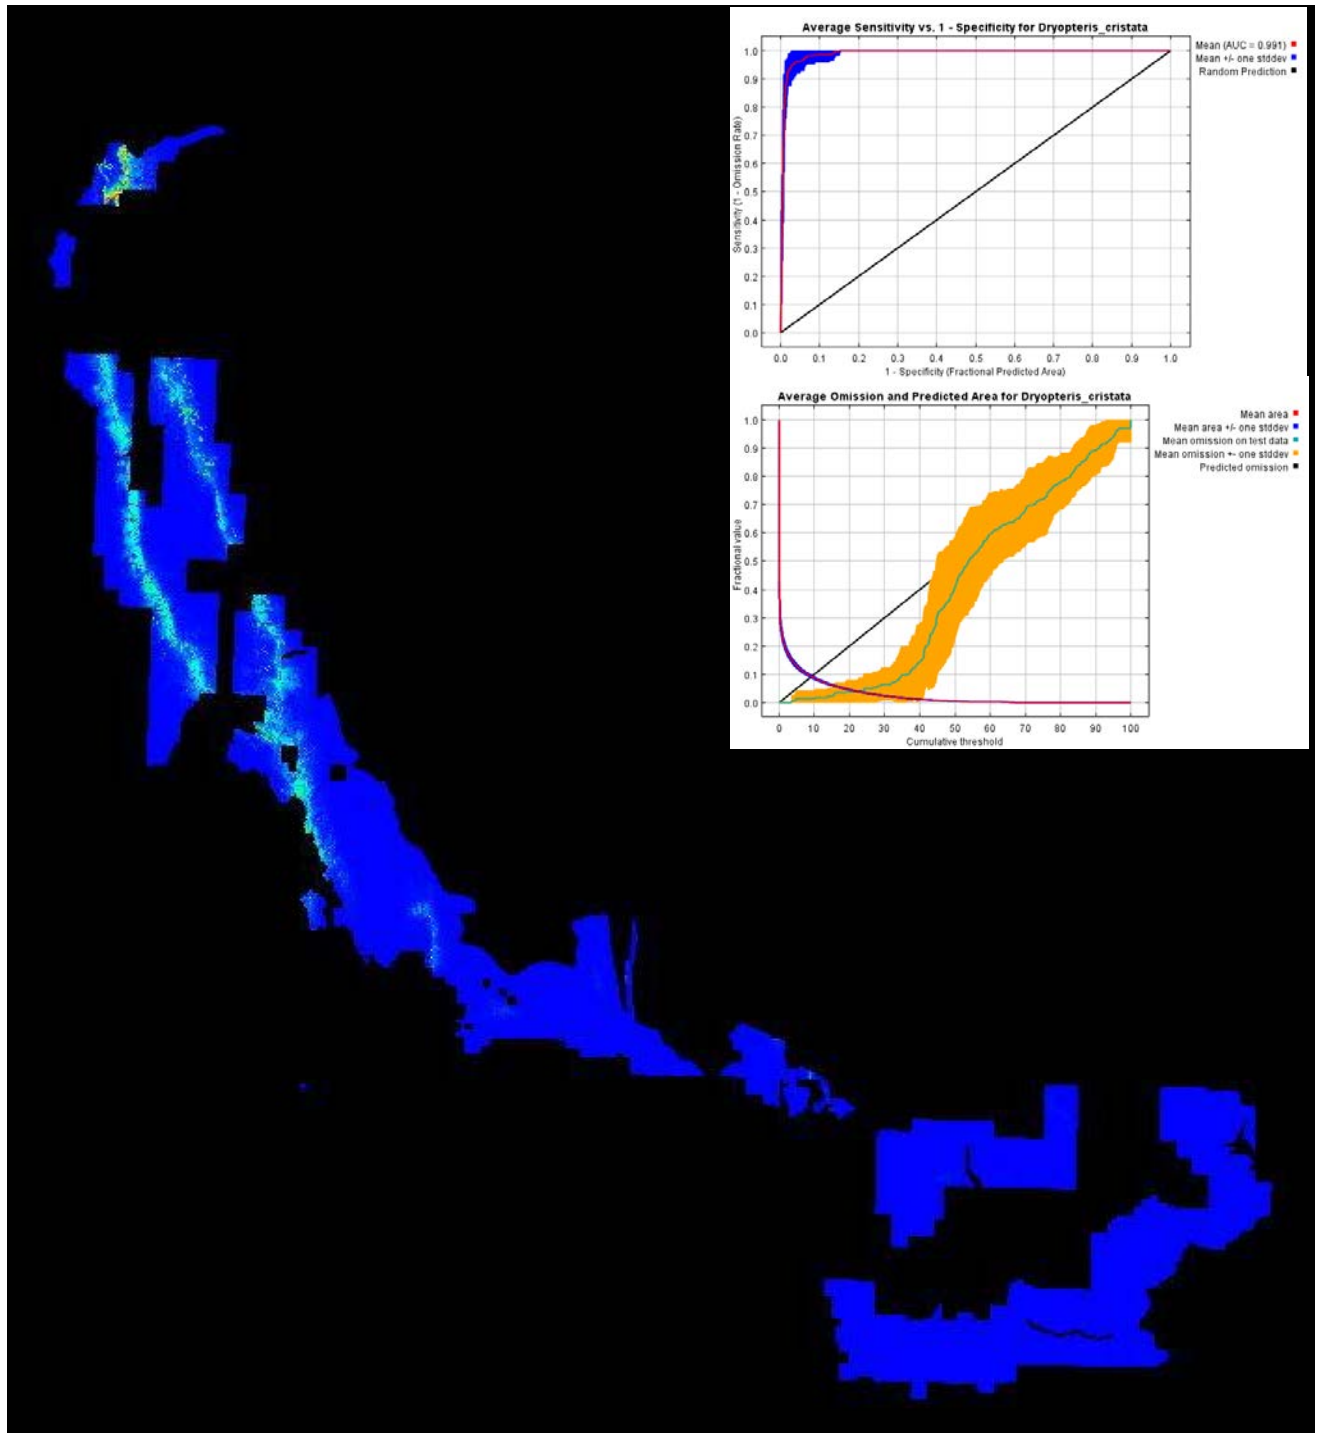 Average Sensitivity vs. 1 - Specificity for Dryopteris_cristata
Mean (AUC = 0.991)
Mean +/- one stddev
Random Prediction
Sensitivity (1 - Omission Rate)
1.0
0.9
0.8
0.7
0.6
0.5
0.4
0.3
0.2
0.1
0.0
0.0 0.1 0.2 0.3 0.4 0.5 0.6 0.7 0.8 0.9 1.0
1 - Specificity (Fractional Predicted Area)
Average Omission and Predicted Area for Dryopteris_cristata
Mean area
Mean area +/- one stddev
Mean omission on test data
Mean omission +- one stddev
Predicted omission
Fractional value
1.0
0.9
0.8
0.7
0.6
0.5
0.4
0.3
0.2
0.1
0.0
0 10 20 30 40 50 60 70 80 90 100
Cumulative threshold